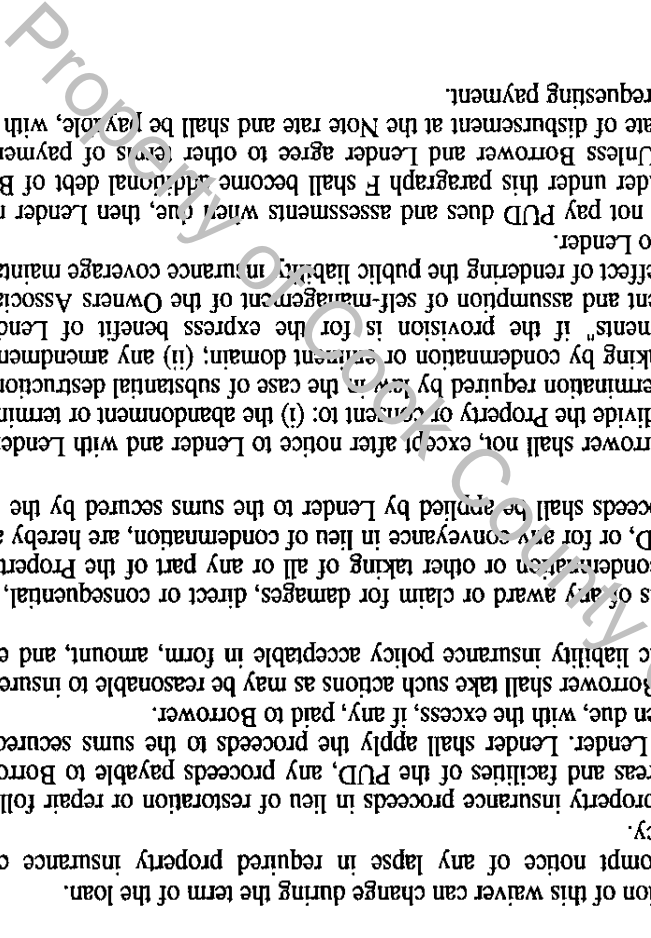 ion of this waiver can change during the term of the loan.
ompt notice of any lapse in required property insurance c
cy.
property insurance proceeds in lieu of restoration or repair foll
reas and facilities of the PUD, any proceeds payable to Borro
Lender. Lender shall apply the proceeds to the sums secured
en due, with the excess, if any, paid to Borrower.
Borrower shall take such actions as may be reasonable to insure
c liability insurance policy acceptable in form, amount, and e
s of any award or claim for damages, direct or consequential,
condemnation or other taking of all or any part of the Propert
D, or for any conveyance in lieu of condemnation, are hereby a
ceeds shall be applied by Lender to the sums secured by the
rrower shall not, except after notice to Lender and with Lender
divide the Property or consent to: (i) the abandonment or termin
ermination required by law in the case of substantial destruction
king by condemnation or eminent domain; (ii) any amendmen
ments" if the provision is for the express benefit of Lend
ent and assumption of self-management of the Owners Associa
effect of rendering the public liability insurance coverage mainta
o Lender.
not pay PUD dues and assessments when due, then Lender m
der under this paragraph F shall become additional debt of B
Unless Borrower and Lender agree to other terms of paymen
ate of disbursement at the Note rate and shall be payable, with
requesting payment.
Property of Cook County